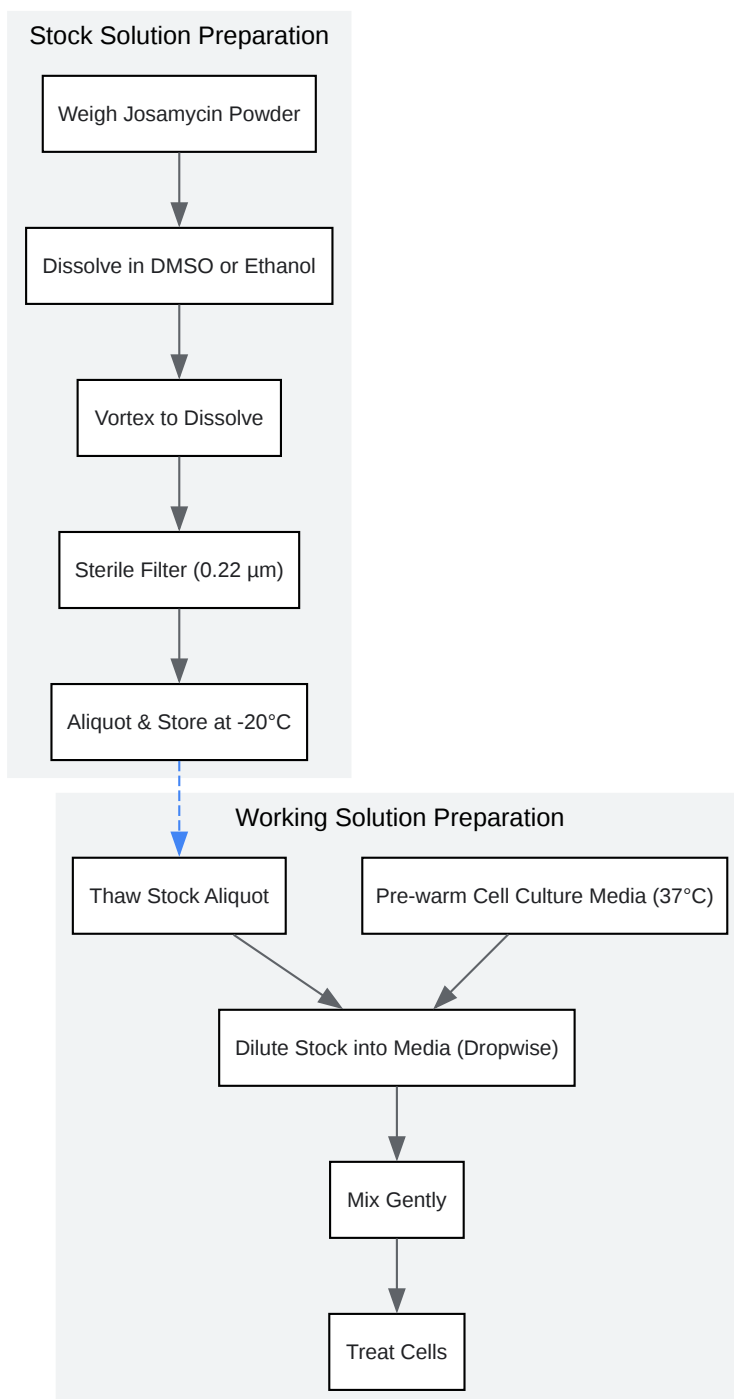 Stock Solution Preparation
Weigh Josamycin Powder
Dissolve in DMSO or Ethanol
Vortex to Dissolve
Sterile Filter (0.22 µm)
Aliquot & Store at -20°C
Working Solution Preparation
Thaw Stock Aliquot
Pre-warm Cell Culture Media (37°C)
Dilute Stock into Media (Dropwise)
Mix Gently
Treat Cells